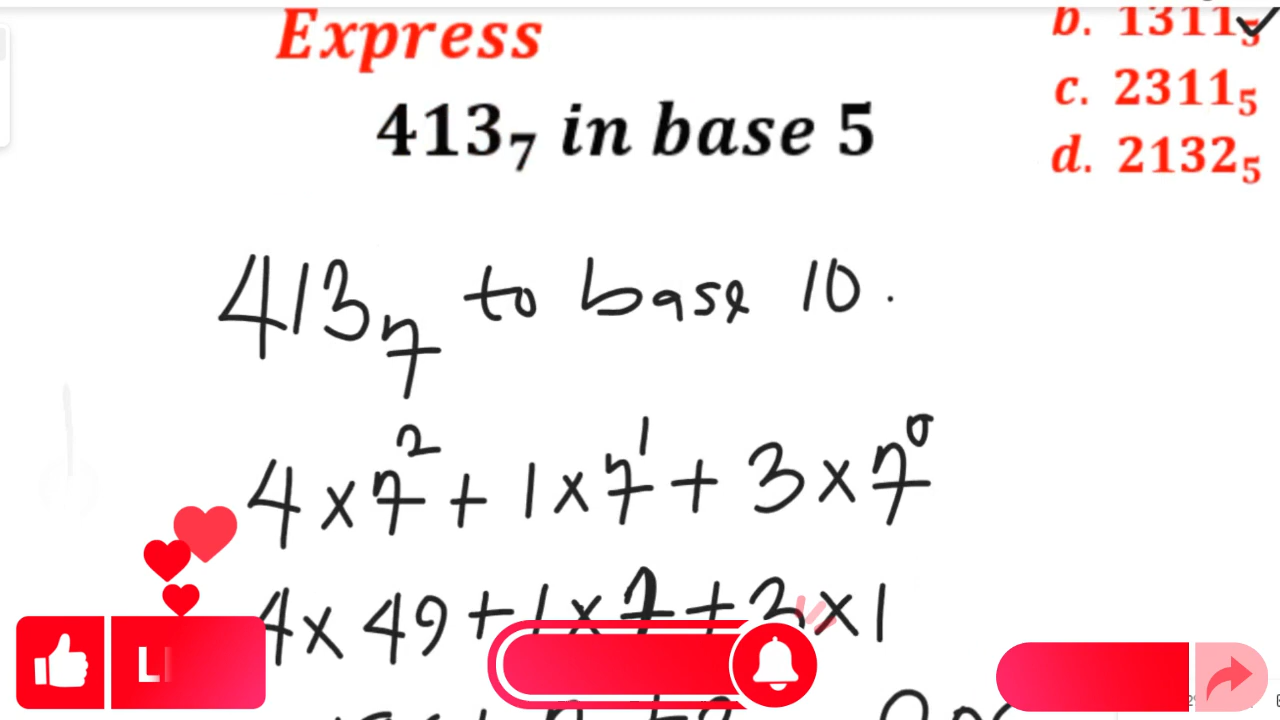 Express
413₇ in base 5
b. 1311₅
c. 2311₅
d. 2132₅
413₇ to base 10.
4 × 7² + 1 × 7¹ + 3 × 7⁰
4 × 49 + 1 × 7 + 3 × 1